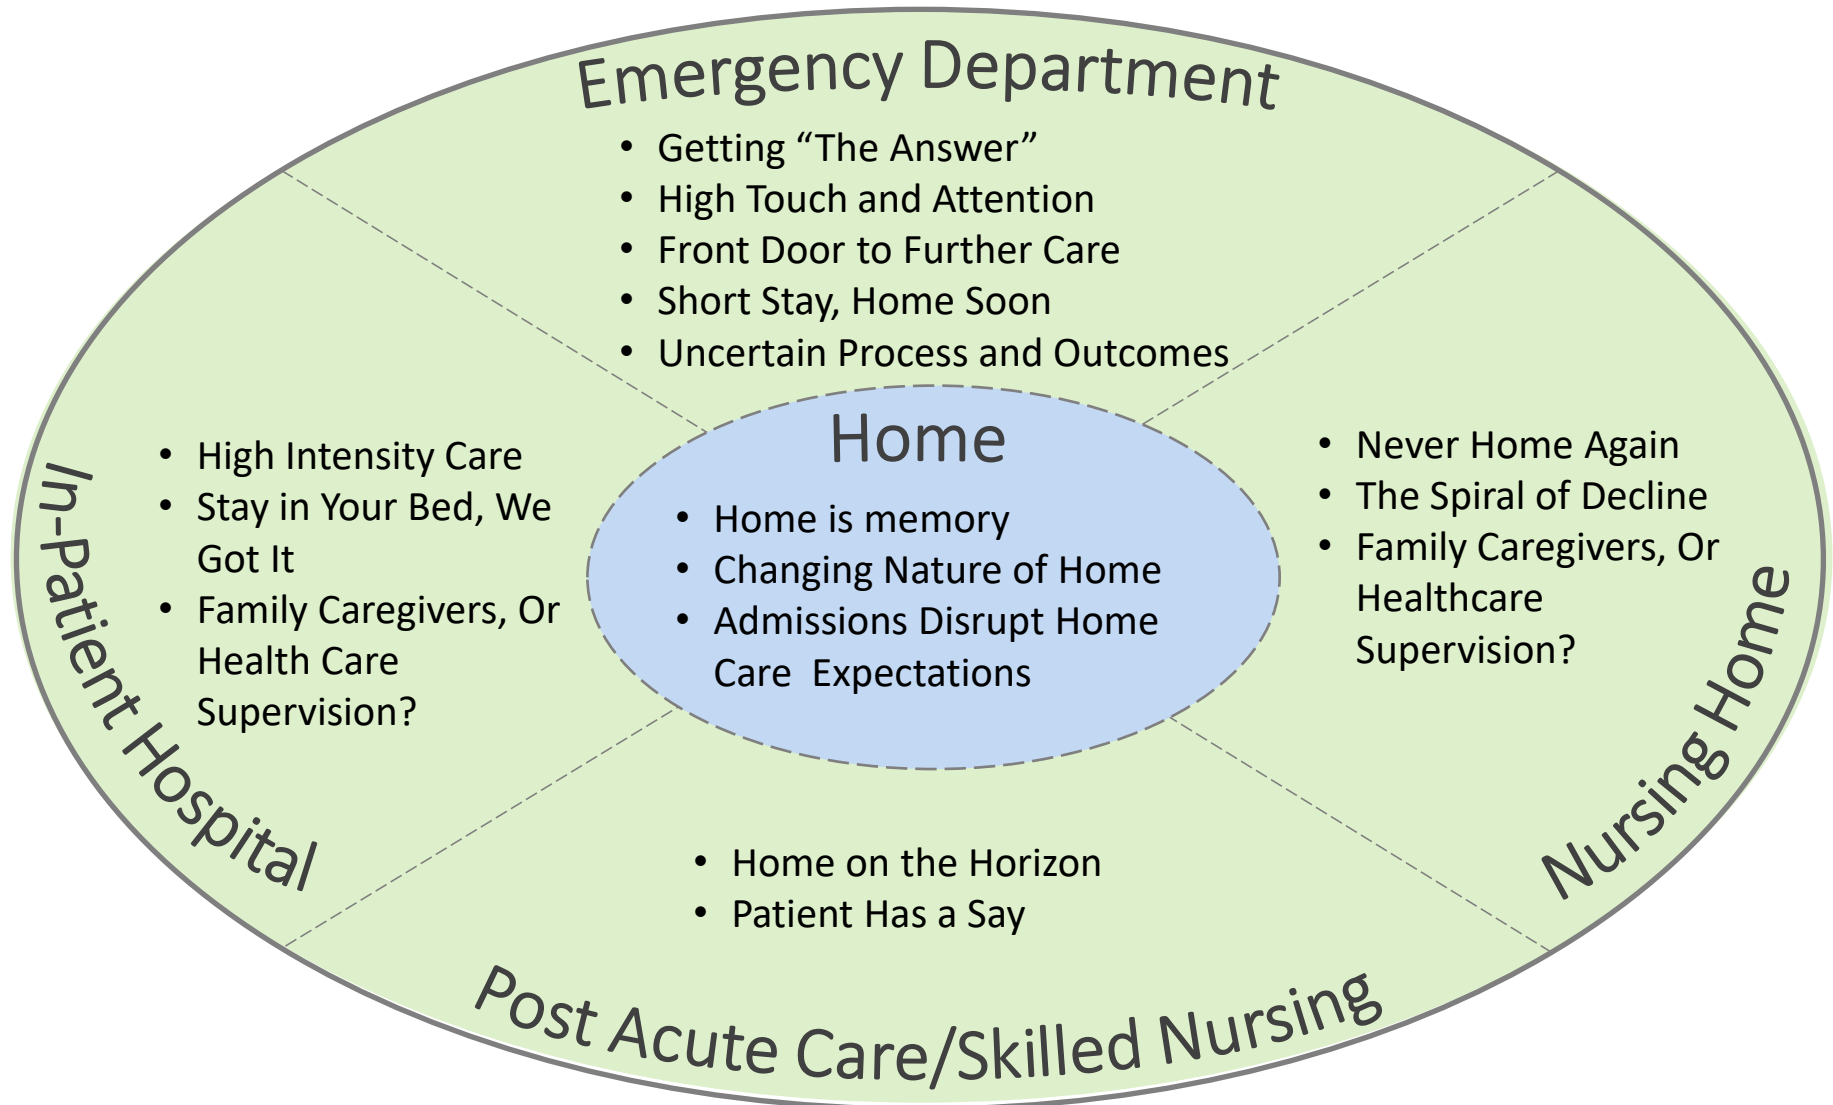 Emergency Department
• Getting “The Answer”
• High Touch and Attention
• Front Door to Further Care
• Short Stay, Home Soon
• Uncertain Process and Outcomes
In-Patient Hospital
• High Intensity Care
• Stay in Your Bed, We
Got It
• Family Caregivers, Or
Health Care
Supervision?
Home
• Home is memory
• Changing Nature of Home
• Admissions Disrupt Home
Care Expectations
• Never Home Again
• The Spiral of Decline
• Family Caregivers, Or
Healthcare
Supervision?
Nursing Home
• Home on the Horizon
• Patient Has a Say
Post Acute Care/Skilled Nursing